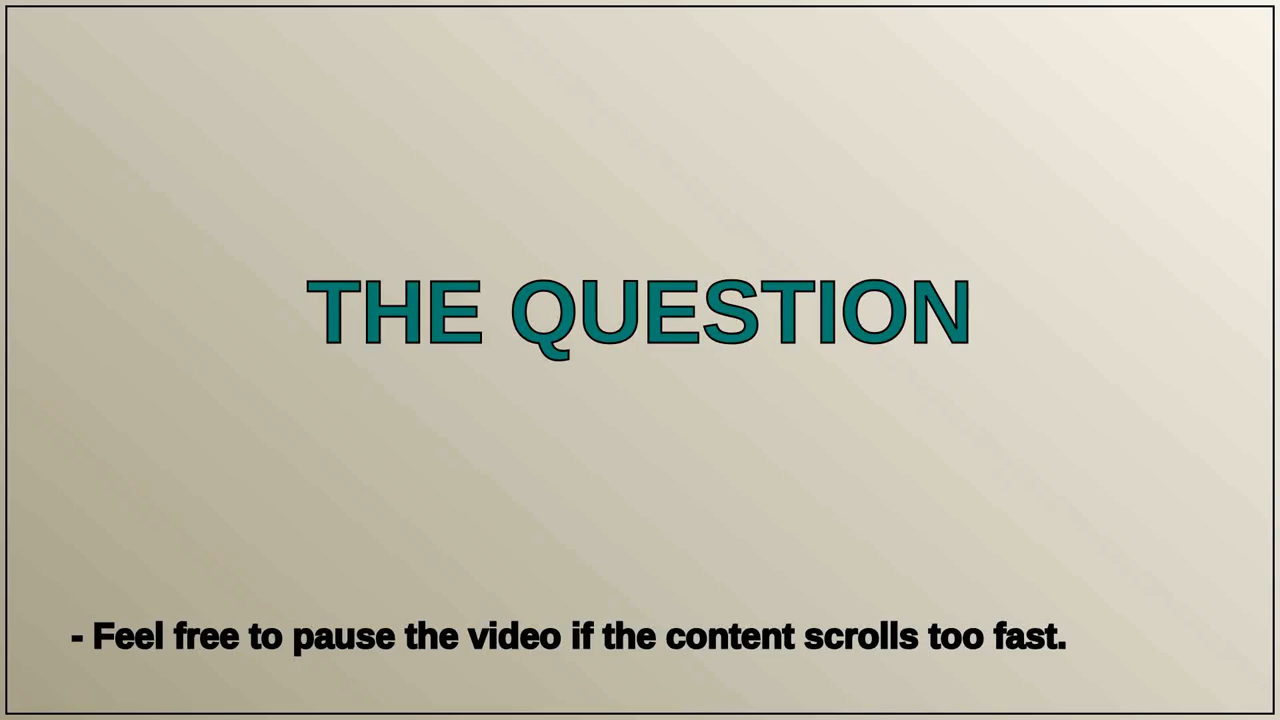 THE QUESTION
- Feel free to pause the video if the content scrolls too fast.